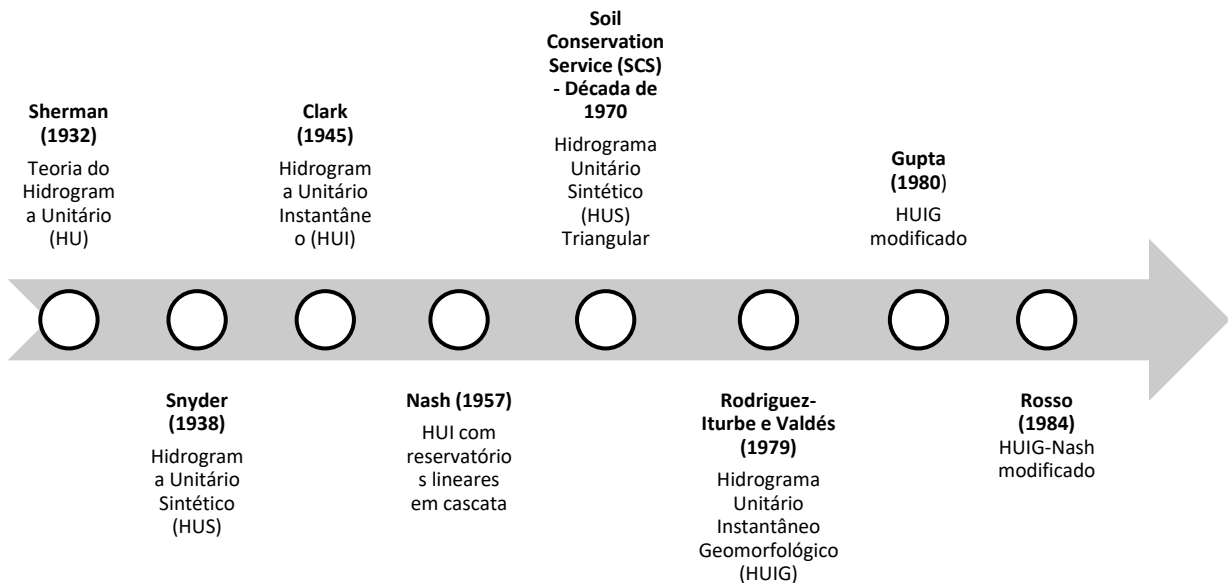 Sherman
(1932)
Teoria do
Hidrogram
a Unitário
(HU)
Snyder
(1938)
Hidrogram
a Unitário
Sintético
(HUS)
Clark
(1945)
Hidrogram
a Unitário
Instantâne
o (HUI)
Nash (1957)
HUI com
reservatório
s lineares
em cascata
Soil
Conservation
Service (SCS)
- Década de
1970
Hidrograma
Unitário
Sintético
(HUS)
Triangular
Rodriguez-
Iturbe e Valdés
(1979)
Hidrograma
Unitário
Instantâneo
Geomorfológico
(HUIG)
Gupta
(1980)
HUIG
modificado
Rosso
(1984)
HUIG-Nash
modificado